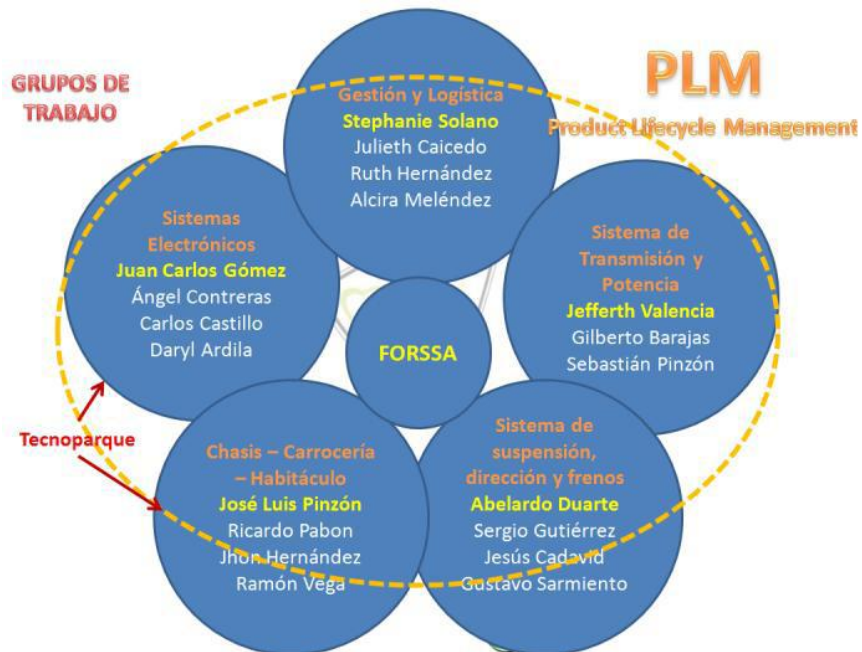 GRUPOS DE
TRABAJO
PLM
Product Lifecycle Management
Gestión y Logística
Stephanie Solano
Julieth Caicedo
Ruth Hernández
Alcira Meléndez
Sistemas
Electrónicos
Juan Carlos Gómez
Ángel Contreras
Carlos Castillo
Daryl Ardila
Sistema de
Transmisión y
Potencia
Jefferth Valencia
Gilberto Barajas
Sebastián Pinzón
FORSSA
Tecnoparque
Chasis – Carrocería
– Habitáculo
José Luis Pinzón
Ricardo Pabon
Jhon Hernández
Ramón Vega
Sistema de
suspensión,
dirección y frenos
Abelardo Duarte
Sergio Gutiérrez
Jesús Cadavid
Gustavo Sarmiento